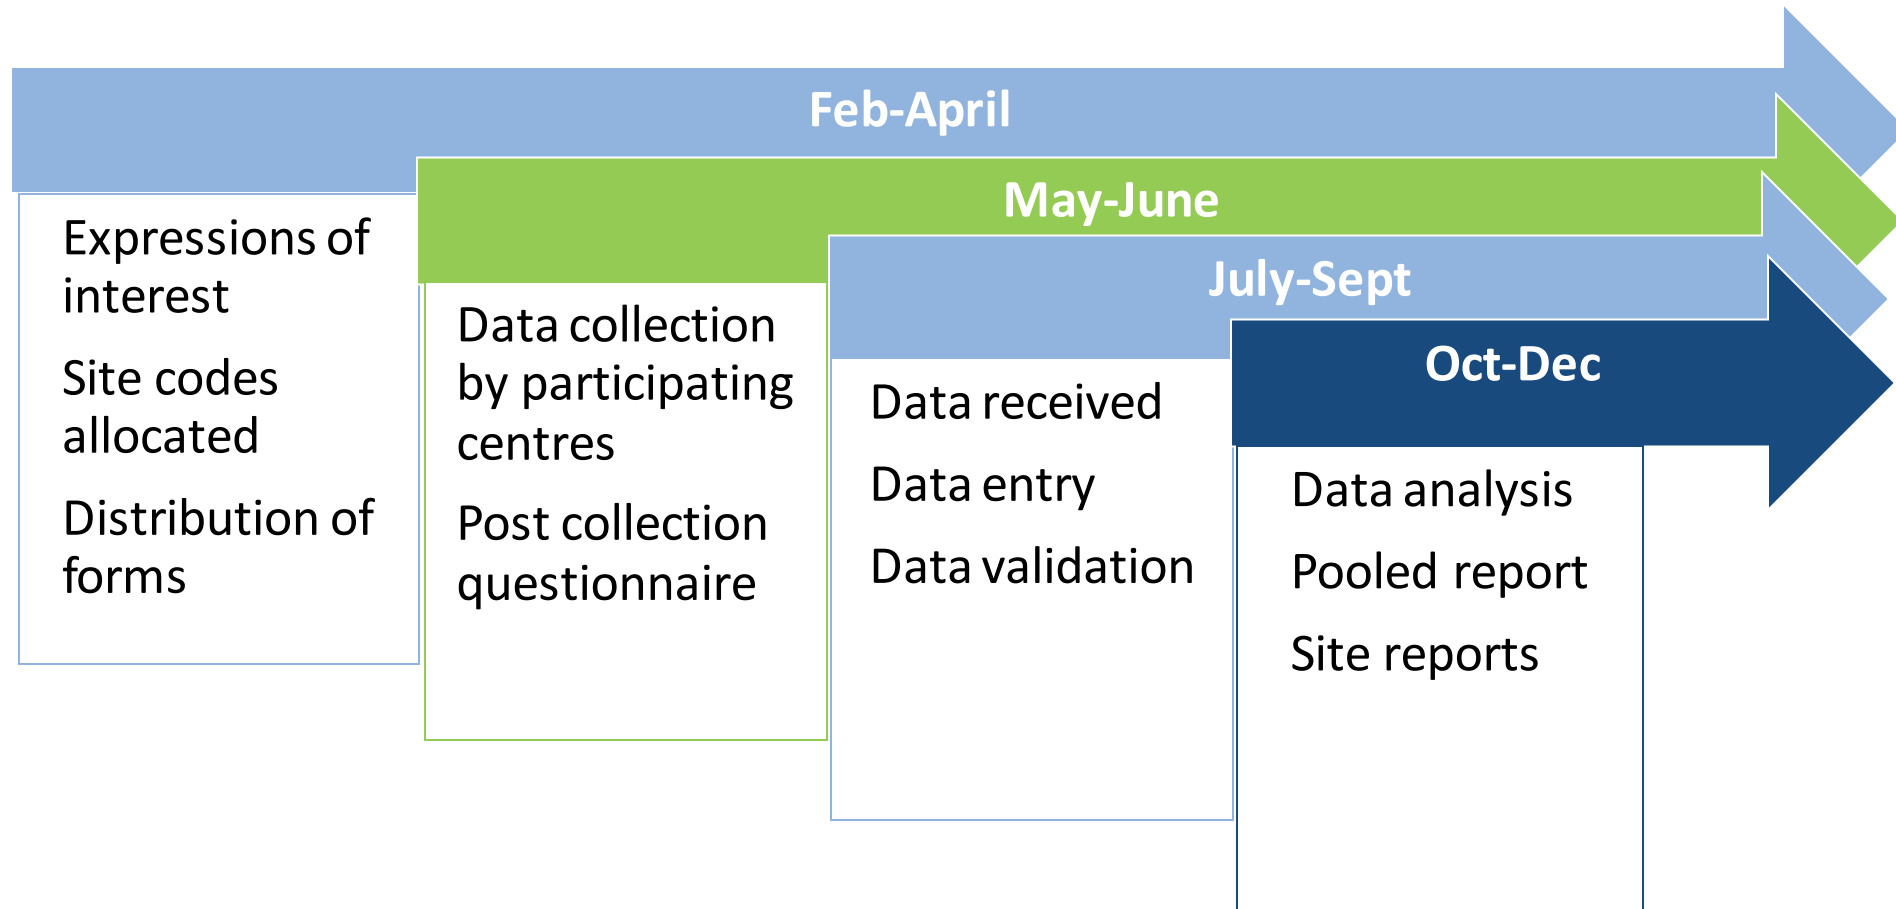 Feb-April
Expressions of
interest
Site codes
allocated
Distribution of
forms
May-June
Data collection
by participating
centres
Post collection
questionnaire
July-Sept
Data received
Data entry
Data validation
Oct-Dec
Data analysis
Pooled report
Site reports